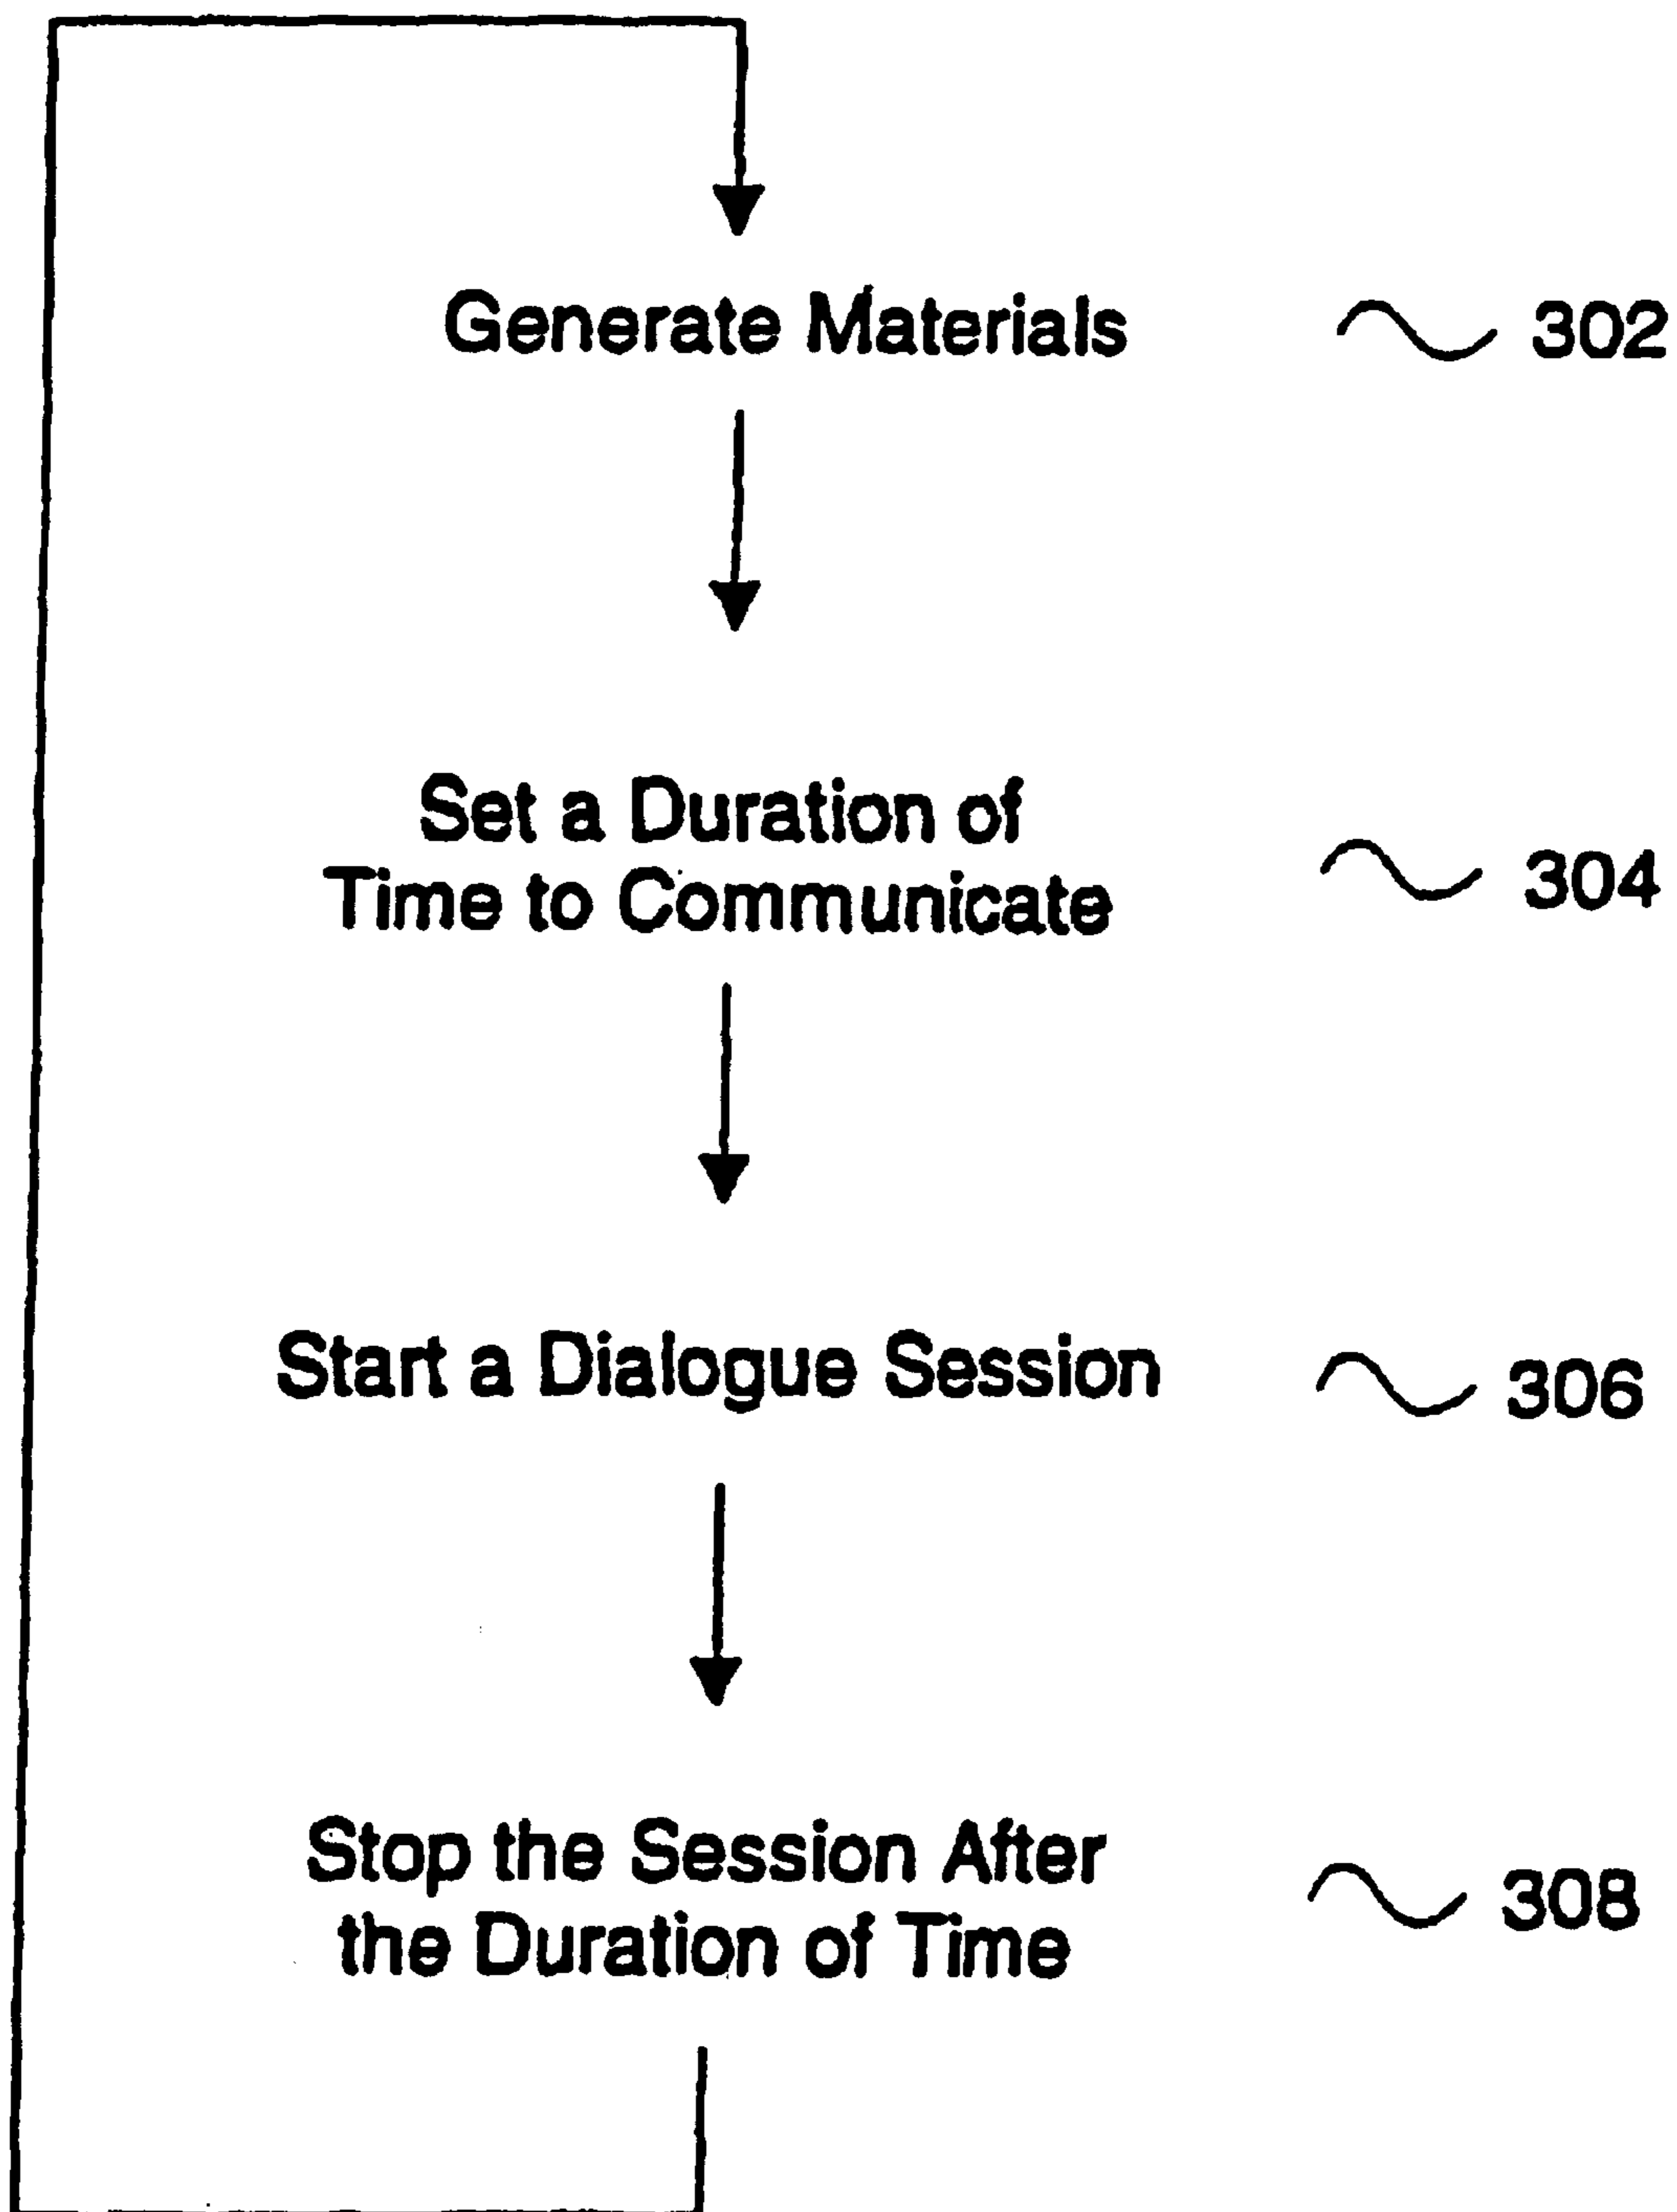 Generate Materials 302
Set a Duration of
Time to Communicate 304
Start a Dialogue Session 306
Stop the Session After
the Duration of Time 308